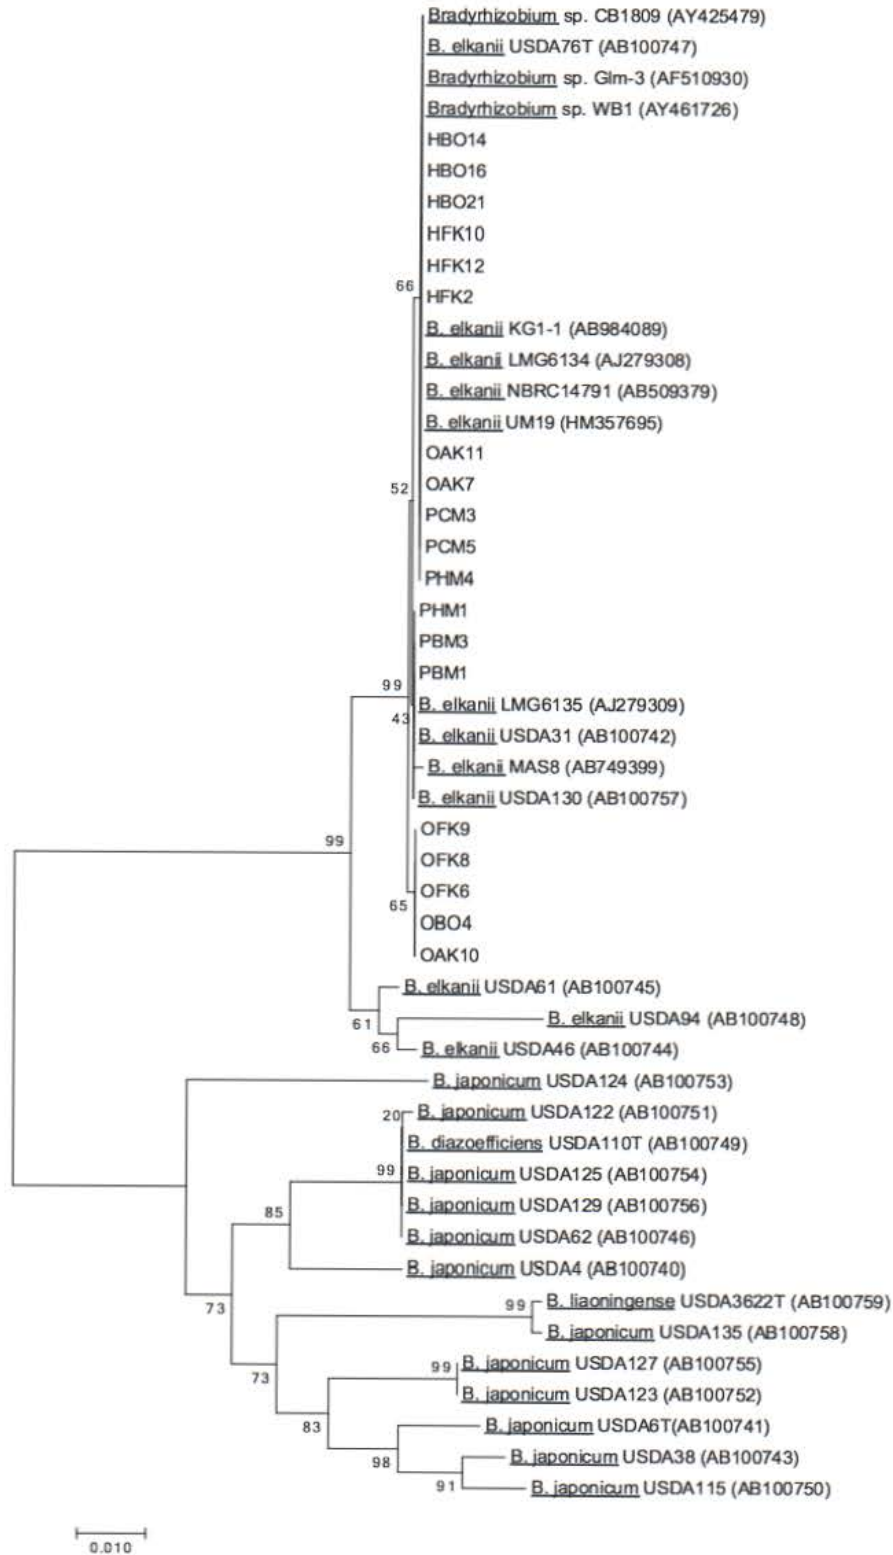 Bradyrhizobium sp. CB1809 (AY425479)
B. elkanii USDA76T (AB100747)
Bradyrhizobium sp. Glm-3 (AF510930)
Bradyrhizobium sp. WB1 (AY461726)
HBO14
HBO16
HBO21
HFK10
HFK12
66
HFK2
B. elkanii KG1-1 (AB984089)
B. elkanii LMG6134 (AJ279308)
B. elkanii NBRC14791 (AB509379)
B. elkanii UM19 (HM357695)
OAK11
52
OAK7
PCM3
PCM5
PHM4
PHM1
PBM3
PBM1
99
B. elkanii LMG6135 (AJ279309)
43
B. elkanii USDA31 (AB100742)
B. elkanii MAS8 (AB749399)
B. elkanii USDA130 (AB100757)
OFK9
99
OFK8
OFK6
65
OBO4
OAK10
B. elkanii USDA61 (AB100745)
B. elkanii USDA94 (AB100748)
61
66
B. elkanii USDA46 (AB100744)
B. japonicum USDA124 (AB100753)
20
B. japonicum USDA122 (AB100751)
B. diazoefficiens USDA110T (AB100749)
99
B. japonicum USDA125 (AB100754)
B. japonicum USDA129 (AB100756)
85
B. japonicum USDA62 (AB100746)
B. japonicum USDA4 (AB100740)
73
99
B. liaoningense USDA3622T (AB100759)
B. japonicum USDA135 (AB100758)
99
B. japonicum USDA127 (AB100755)
73
B. japonicum USDA123 (AB100752)
83
B. japonicum USDA6T(AB100741)
98
B. japonicum USDA38 (AB100743)
91
B. japonicum USDA115 (AB100750)
0.010